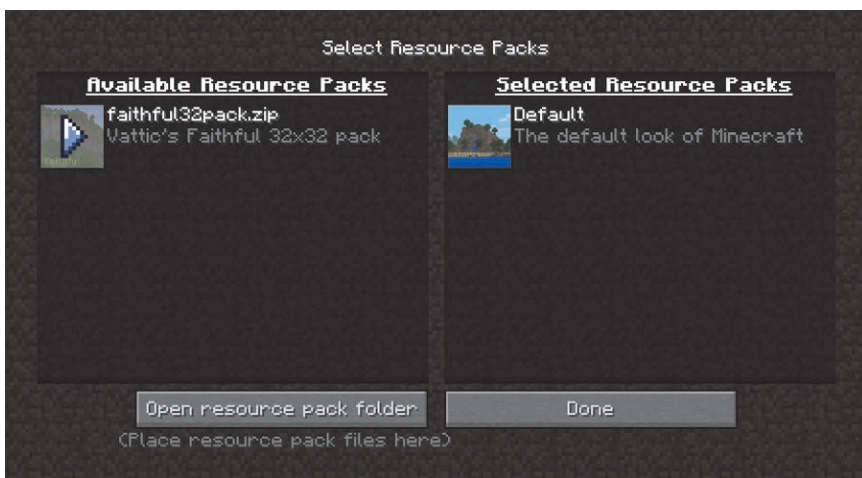 Select Resource Packs
Available Resource Packs
faithful32pack.zip
Vattic's Faithful 32x32 pack
Faithful
Selected Resource Packs
Default
The default look of Minecraft
Open resource pack folder
Done
(Place resource pack files here)